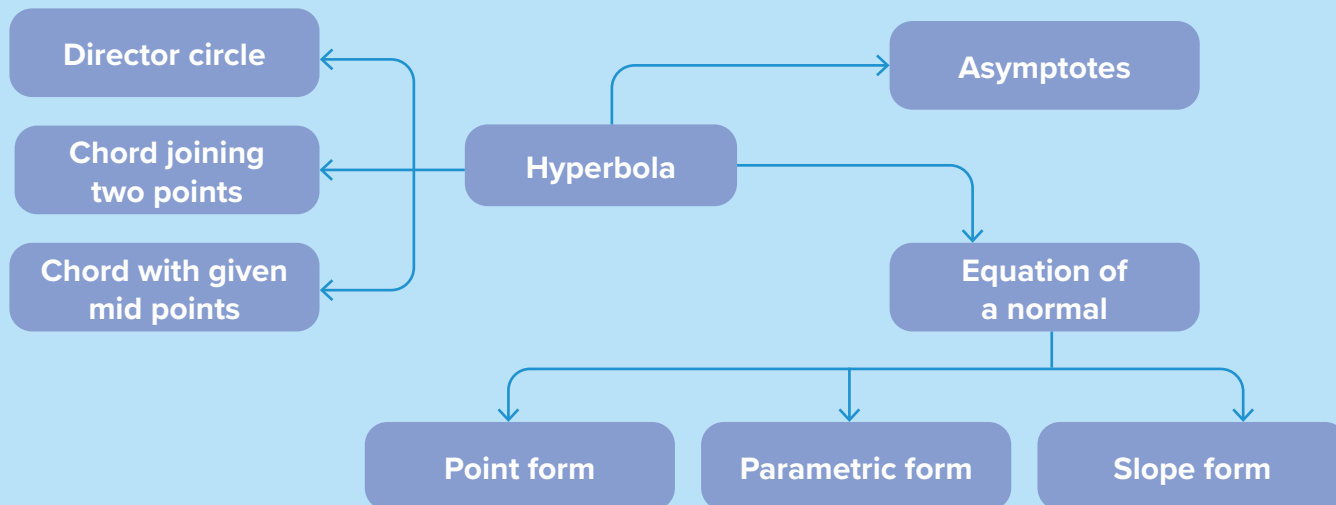 Director circle
Asymptotes
Chord joining
two points
Hyperbola
Chord with given
mid points
Equation of
a normal
Point form
Parametric form
Slope form